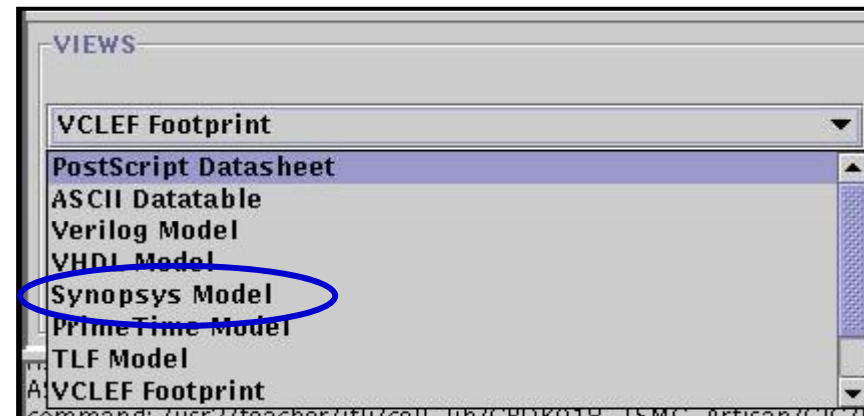 VIEWS
VCLEF Footprint
PostScript Datasheet
ASCII Datatable
Verilog Model
VHDL Model
Synopsys Model
PrimeTime Model
TLF Model
VCLEF Footprint